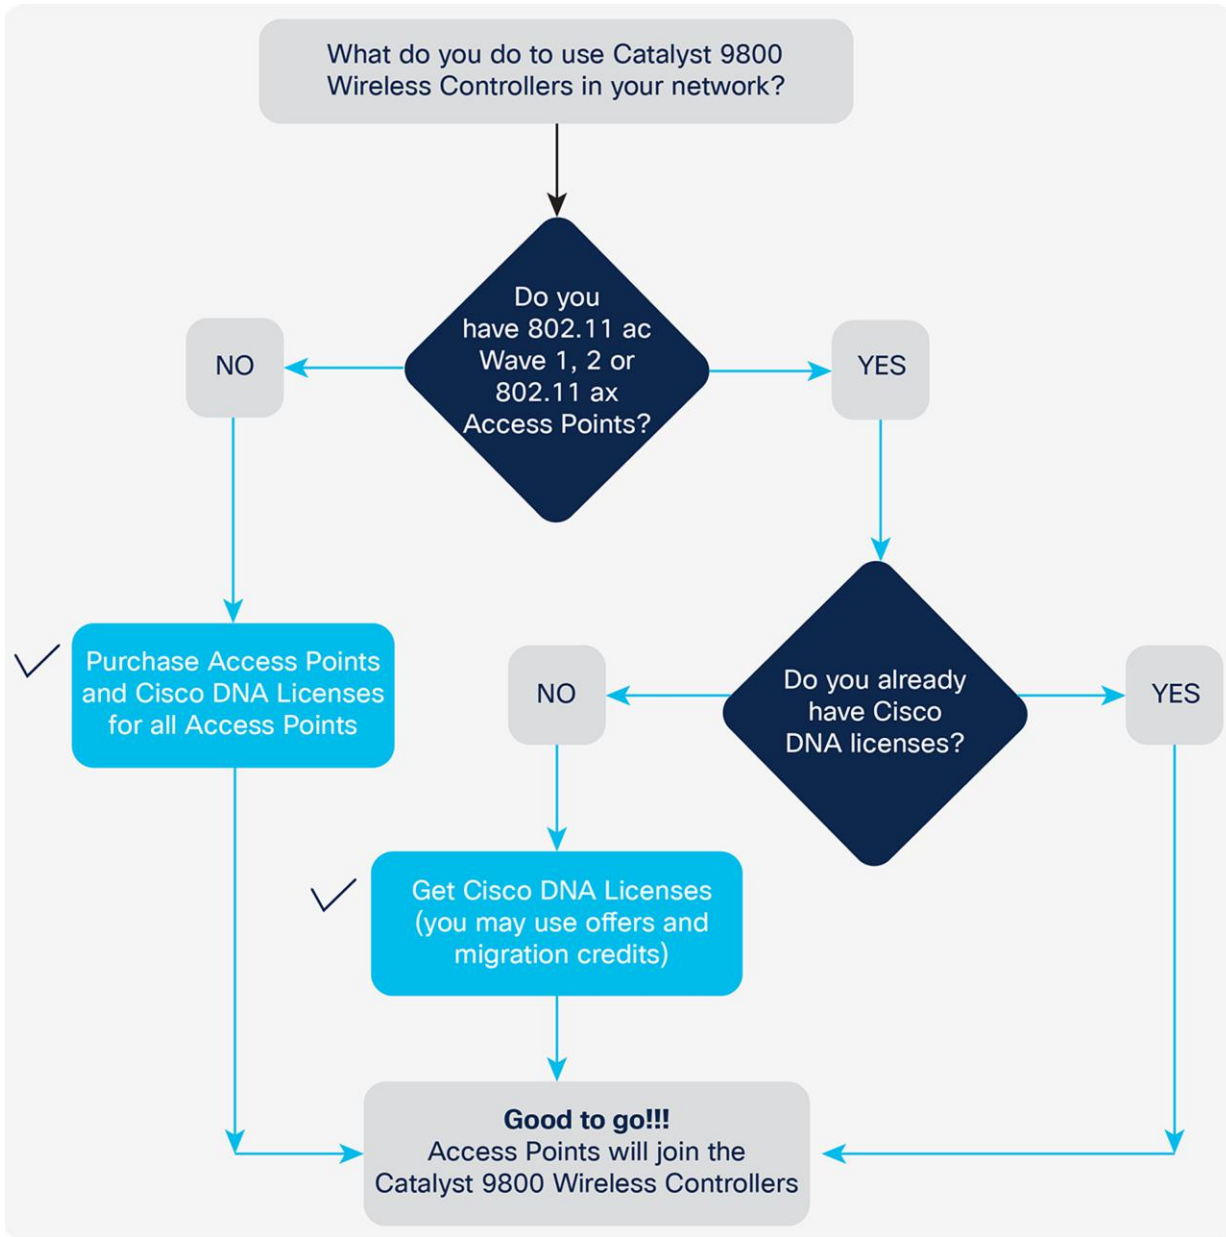 What do you do to use Catalyst 9800
Wireless Controllers in your network?
Do you
have 802.11 ac
Wave 1, 2 or
802.11 ax
Access Points?
NO
YES
Purchase Access Points
and Cisco DNA Licenses
for all Access Points
NO
Do you already
have Cisco
DNA licenses?
YES
Get Cisco DNA Licenses
(you may use offers and
migration credits)
Good to go!!!
Access Points will join the
Catalyst 9800 Wireless Controllers